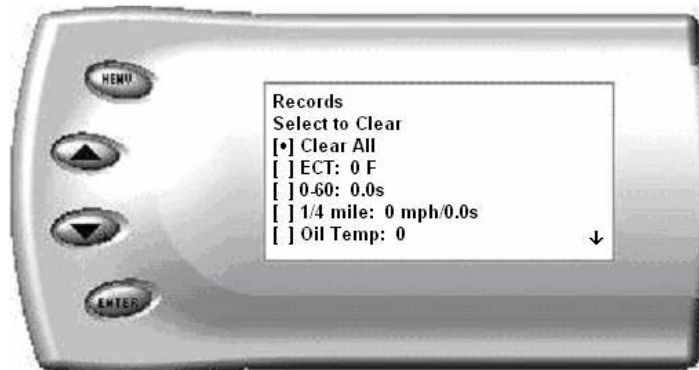 MENU
Records
Select to Clear
[•] Clear All
[ ] ECT: 0 F
[ ] 0-60: 0.0s
[ ] 1/4 mile: 0 mph/0.0s
[ ] Oil Temp: 0
ENTER